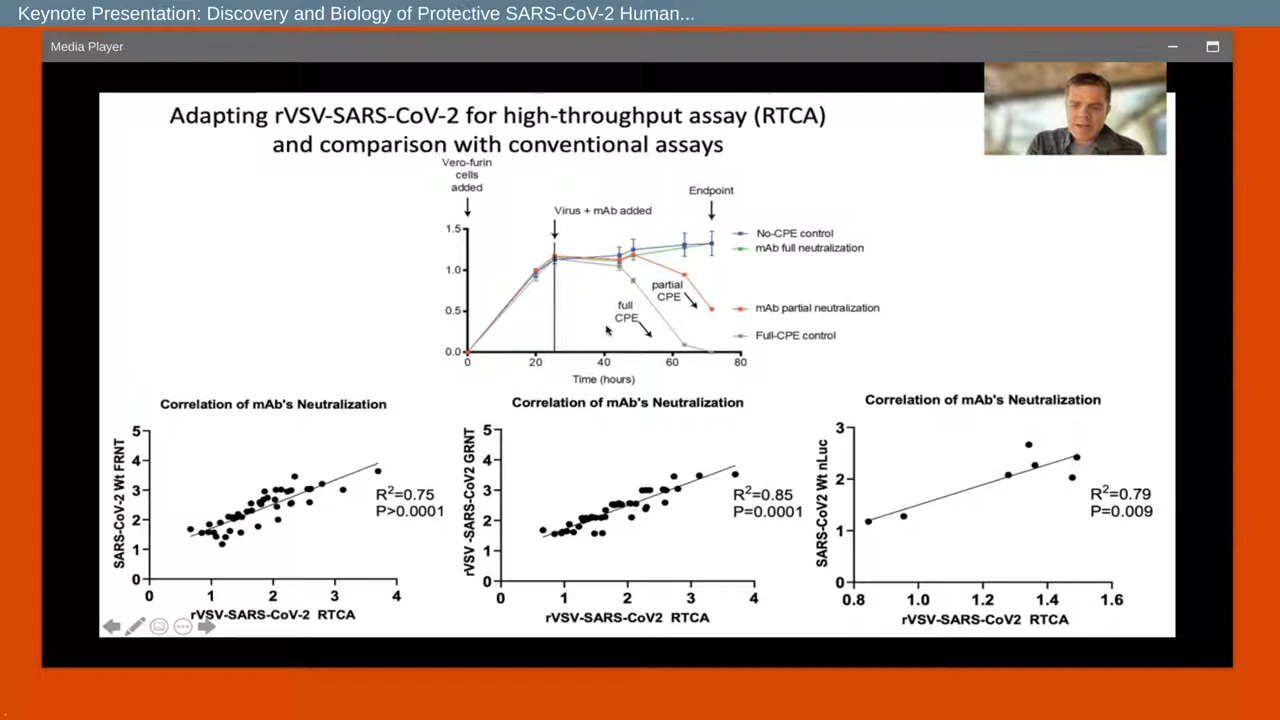 Keynote Presentation: Discovery and Biology of Protective SARS-CoV-2 Human...
Media Player
Adapting rVSV-SARS-CoV-2 for high-throughput assay (RTCA)
and comparison with conventional assays
Vero-furin
cells
added
Endpoint
Virus + mAb added
1.5
1.0
0.5
0.0
0 20 40 60 80
Time (hours)
full
CPE
partial
CPE
No-CPE control
mAb full neutralization
mAb partial neutralization
Full-CPE control
Correlation of mAb's Neutralization
SARS-CoV-2 Wt FRNT
5
4
3
2
1
0
0 1 2 3 4
rVSV-SARS-CoV-2 RTCA
R2=0.75
P>0.0001
Correlation of mAb's Neutralization
rVSV -SARS-CoV2 GRNT
5
4
3
2
1
0
0 1 2 3 4
rVSV-SARS-CoV2 RTCA
R2=0.85
P=0.0001
Correlation of mAb's Neutralization
SARS-CoV2 Wt nLuc
3
2
1
0
0.8 1.0 1.2 1.4 1.6
rVSV-SARS-CoV2 RTCA
R2=0.79
P=0.009